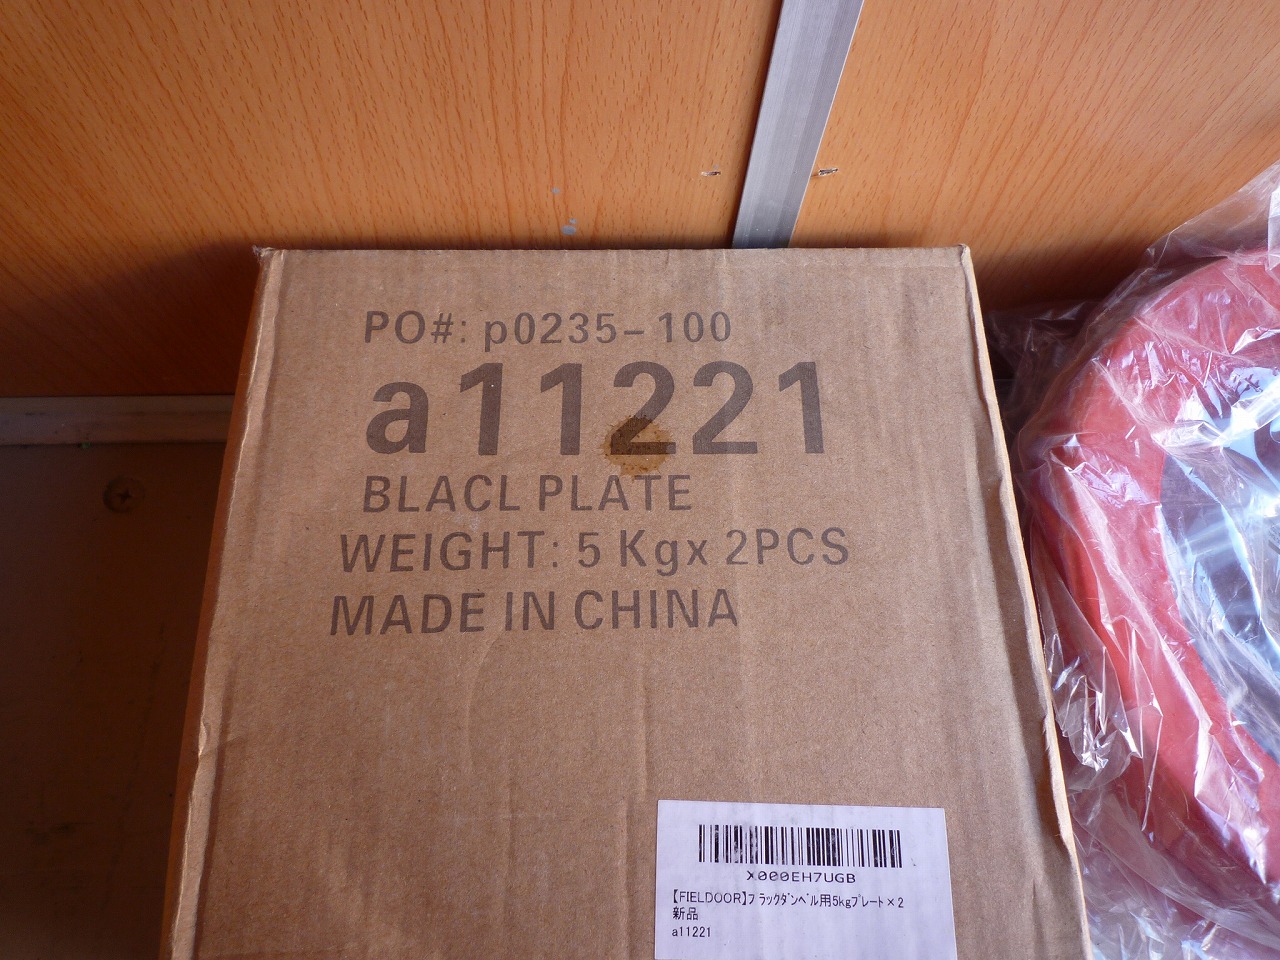 PO#: p0235-100
a11221
BLACL PLATE
WEIGHT: 5 Kgx 2PCS
MADE IN CHINA
X000EH7UGB
【FIELDOOR】ﾌﾞﾗｯｸﾀﾞﾝﾍﾞﾙ用5kgﾌﾟﾚｰﾄ×2
新品
a11221